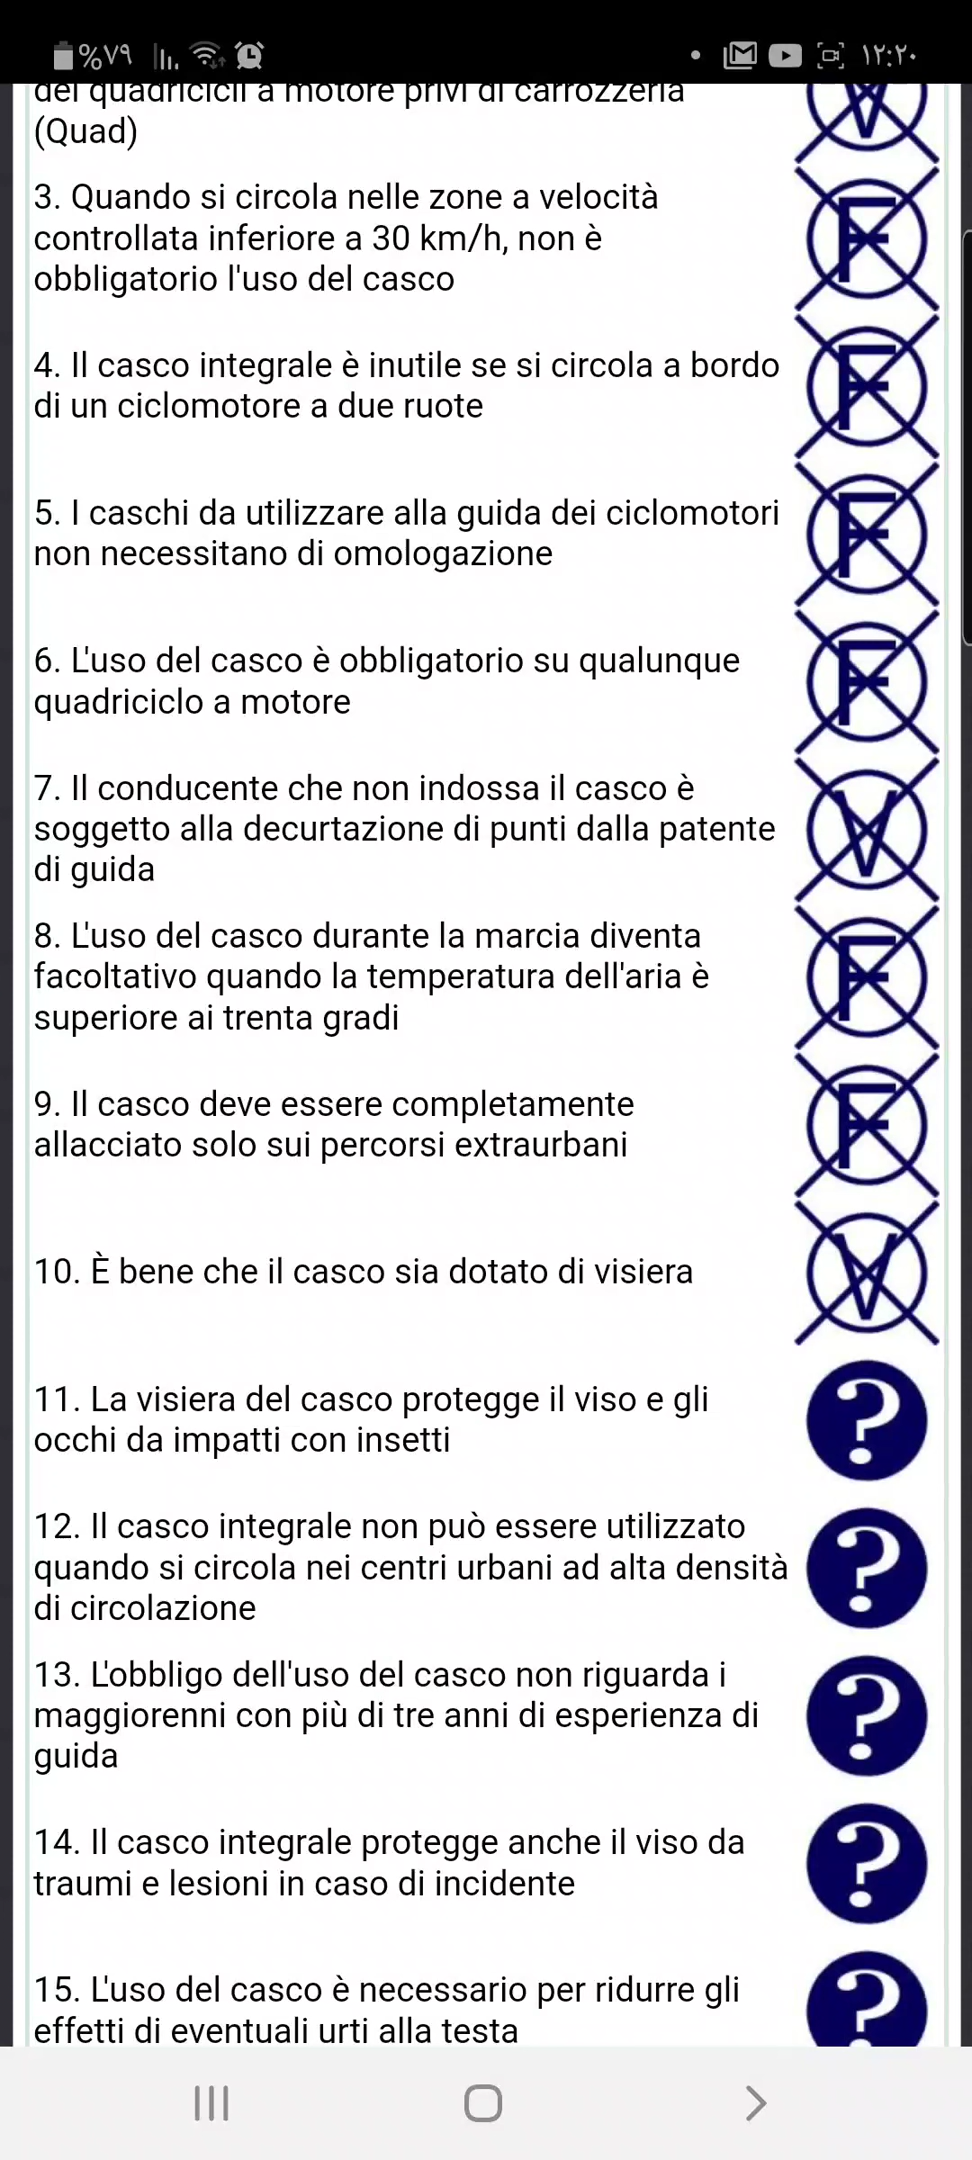 %٧٩ ١٢:٢٠
dei quadricicli a motore privi di carrozzeria
(Quad)
V
3. Quando si circola nelle zone a velocità
controllata inferiore a 30 km/h, non è
obbligatorio l'uso del casco
F
4. Il casco integrale è inutile se si circola a bordo
di un ciclomotore a due ruote
F
5. I caschi da utilizzare alla guida dei ciclomotori
non necessitano di omologazione
F
6. L'uso del casco è obbligatorio su qualunque
quadriciclo a motore
F
7. Il conducente che non indossa il casco è
soggetto alla decurtazione di punti dalla patente
di guida
V
8. L'uso del casco durante la marcia diventa
facoltativo quando la temperatura dell'aria è
superiore ai trenta gradi
F
9. Il casco deve essere completamente
allacciato solo sui percorsi extraurbani
F
10. È bene che il casco sia dotato di visiera
V
11. La visiera del casco protegge il viso e gli
occhi da impatti con insetti
?
12. Il casco integrale non può essere utilizzato
quando si circola nei centri urbani ad alta densità
di circolazione
?
13. L'obbligo dell'uso del casco non riguarda i
maggiorenni con più di tre anni di esperienza di
guida
?
14. Il casco integrale protegge anche il viso da
traumi e lesioni in caso di incidente
?
15. L'uso del casco è necessario per ridurre gli
effetti di eventuali urti alla testa
?